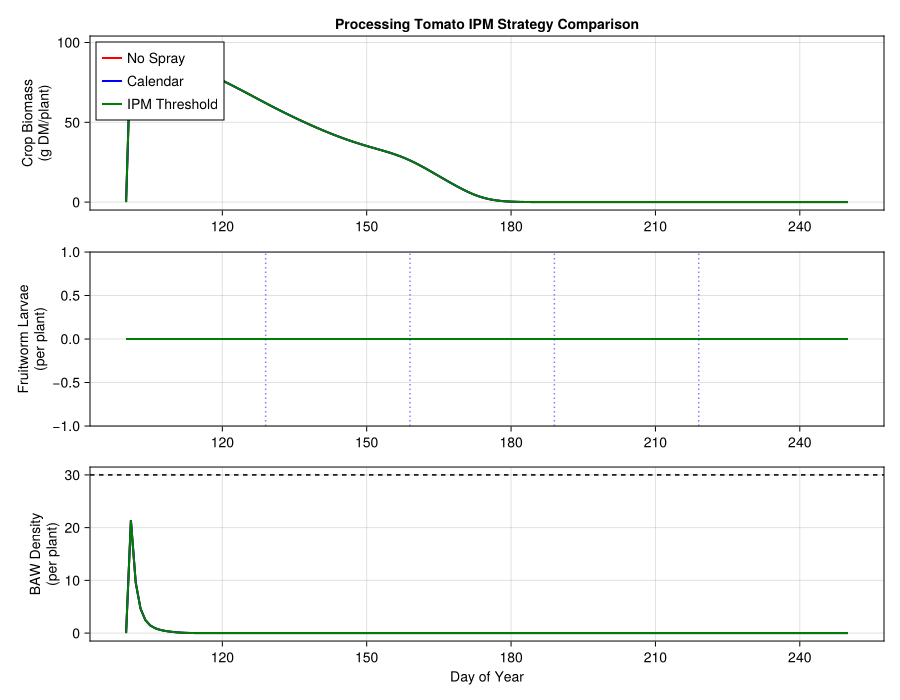 Processing Tomato IPM Strategy Comparison
Crop Biomass
(g DM/plant)
100
50
0
No Spray
Calendar
IPM Threshold
120 150 180 210 240
Fruitworm Larvae
(per plant)
1.0
0.5
0.0
−0.5
−1.0
120 150 180 210 240
BAW Density
(per plant)
30
20
10
0
120 150 180 210 240
Day of Year